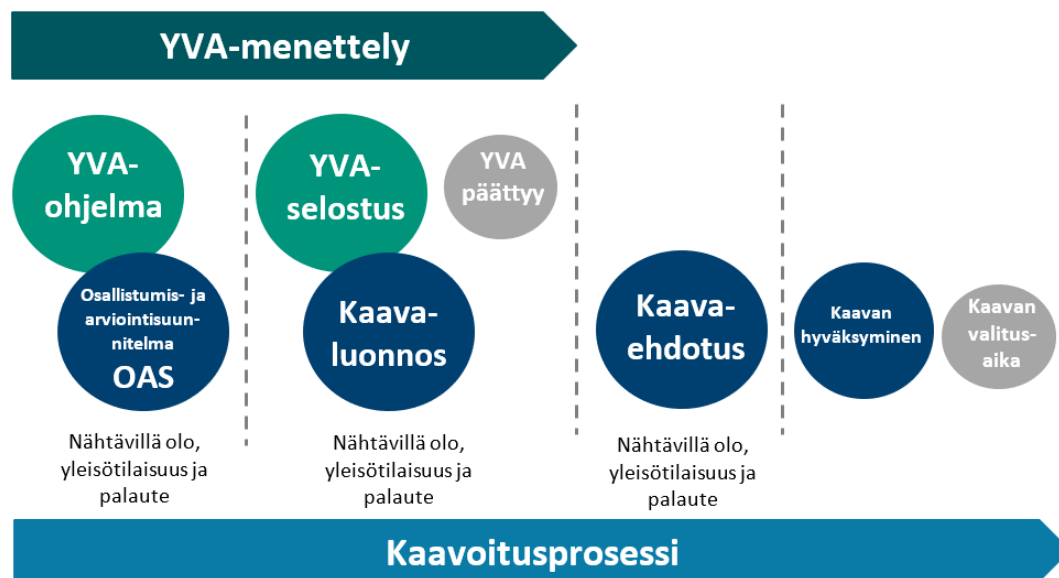 YVA-menettely
YVA-
ohjelma
YVA-
selostus
YVA
päättyy
Osallistumis- ja
arviointisuun-
nitelma
OAS
Kaava-
luonnos
Kaava-
ehdotus
Kaavan
hyväksyminen
Kaavan
valitus-
aika
Nähtävillä olo,
yleisötilaisuus ja
palaute
Nähtävillä olo,
yleisötilaisuus ja
palaute
Nähtävillä olo,
yleisötilaisuus ja
palaute
Kaavoitusprosessi